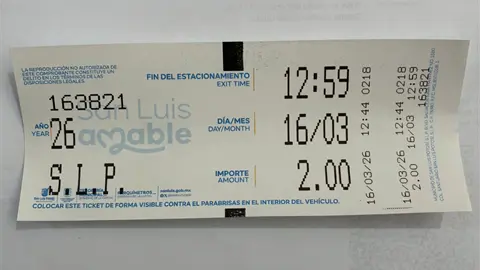 LA REPRODUCCIÓN NO AUTORIZADA DE
ESTE COMPROBANTE CONSTITUYE UN
DELITO EN LOS TÉRMINOS DE LAS
DISPOSICIONES LEGALES.
163821
San Luis
amable
AÑO
YEAR
26
S.L.P.
FIN DEL ESTACIONAMIENTO
EXIT TIME
12:59
DÍA/MES
DAY/MONTH
16/03
IMPORTE
AMOUNT
2.00
COLOCAR ESTE TICKET DE FORMA VISIBLE CONTRA EL PARABRISAS EN EL INTERIOR DEL VEHÍCULO.
16/03/26 12:44 0218
16/03/26 12:44 0218
2.00 16/03 12:59
163821